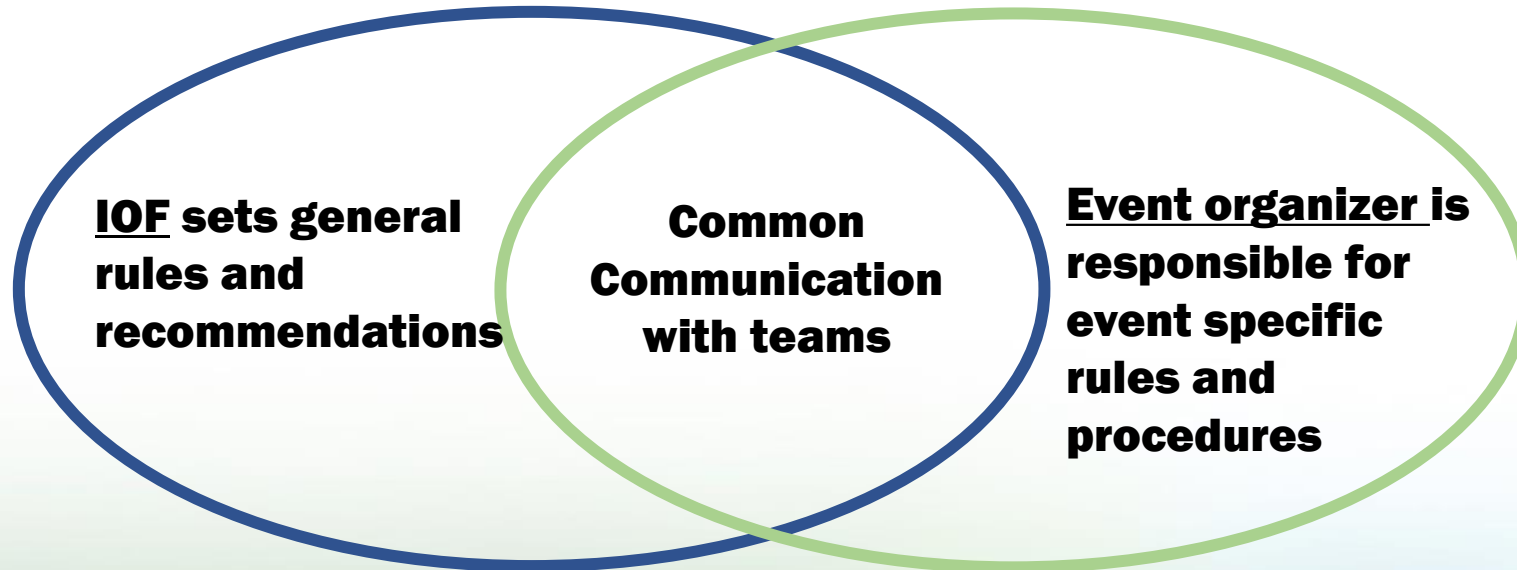 IOF sets general
rules and
recommendations
Common
Communication
with teams
Event organizer is
responsible for
event specific
rules and
procedures